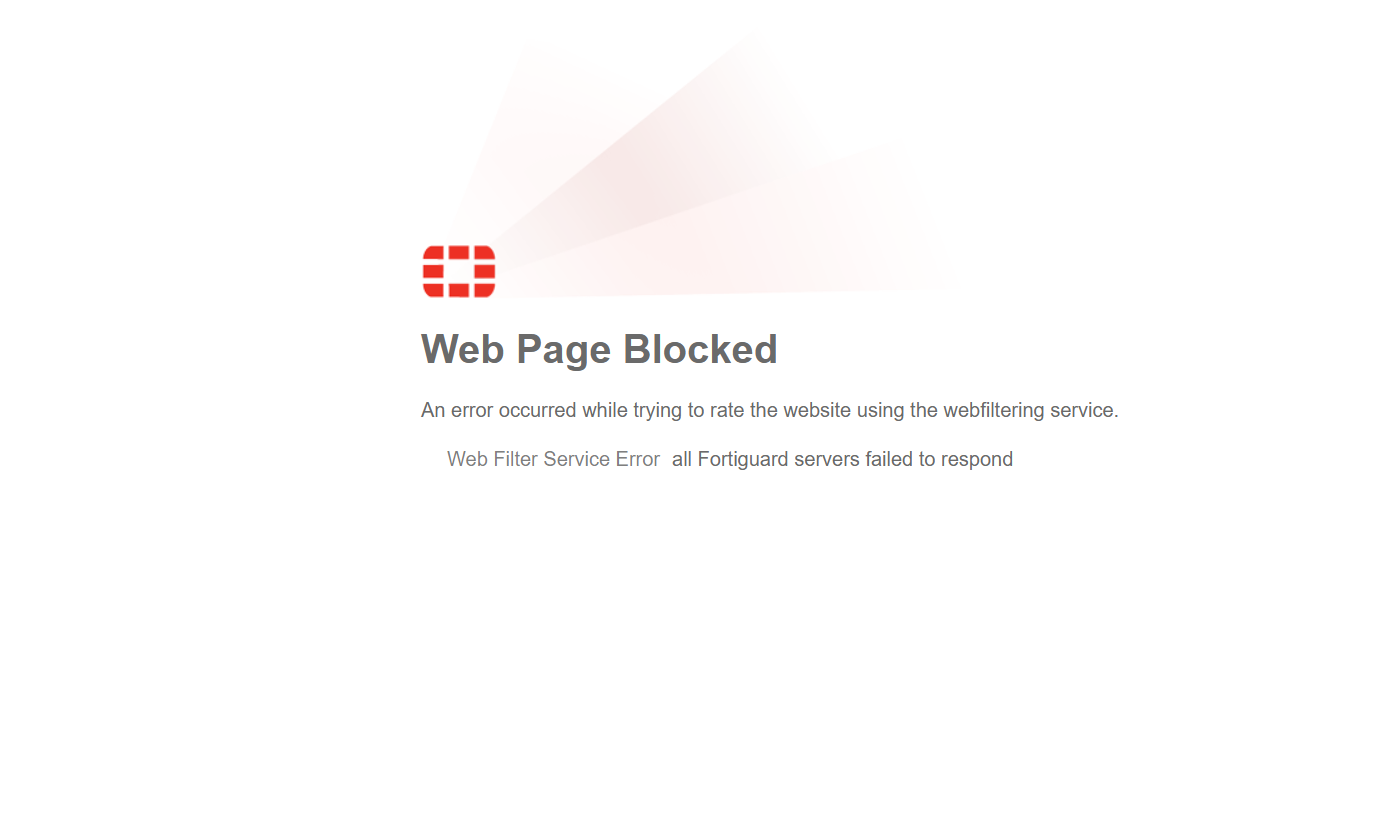 Web Page Blocked
An error occurred while trying to rate the website using the webfiltering service.
Web Filter Service Error all Fortiguard servers failed to respond